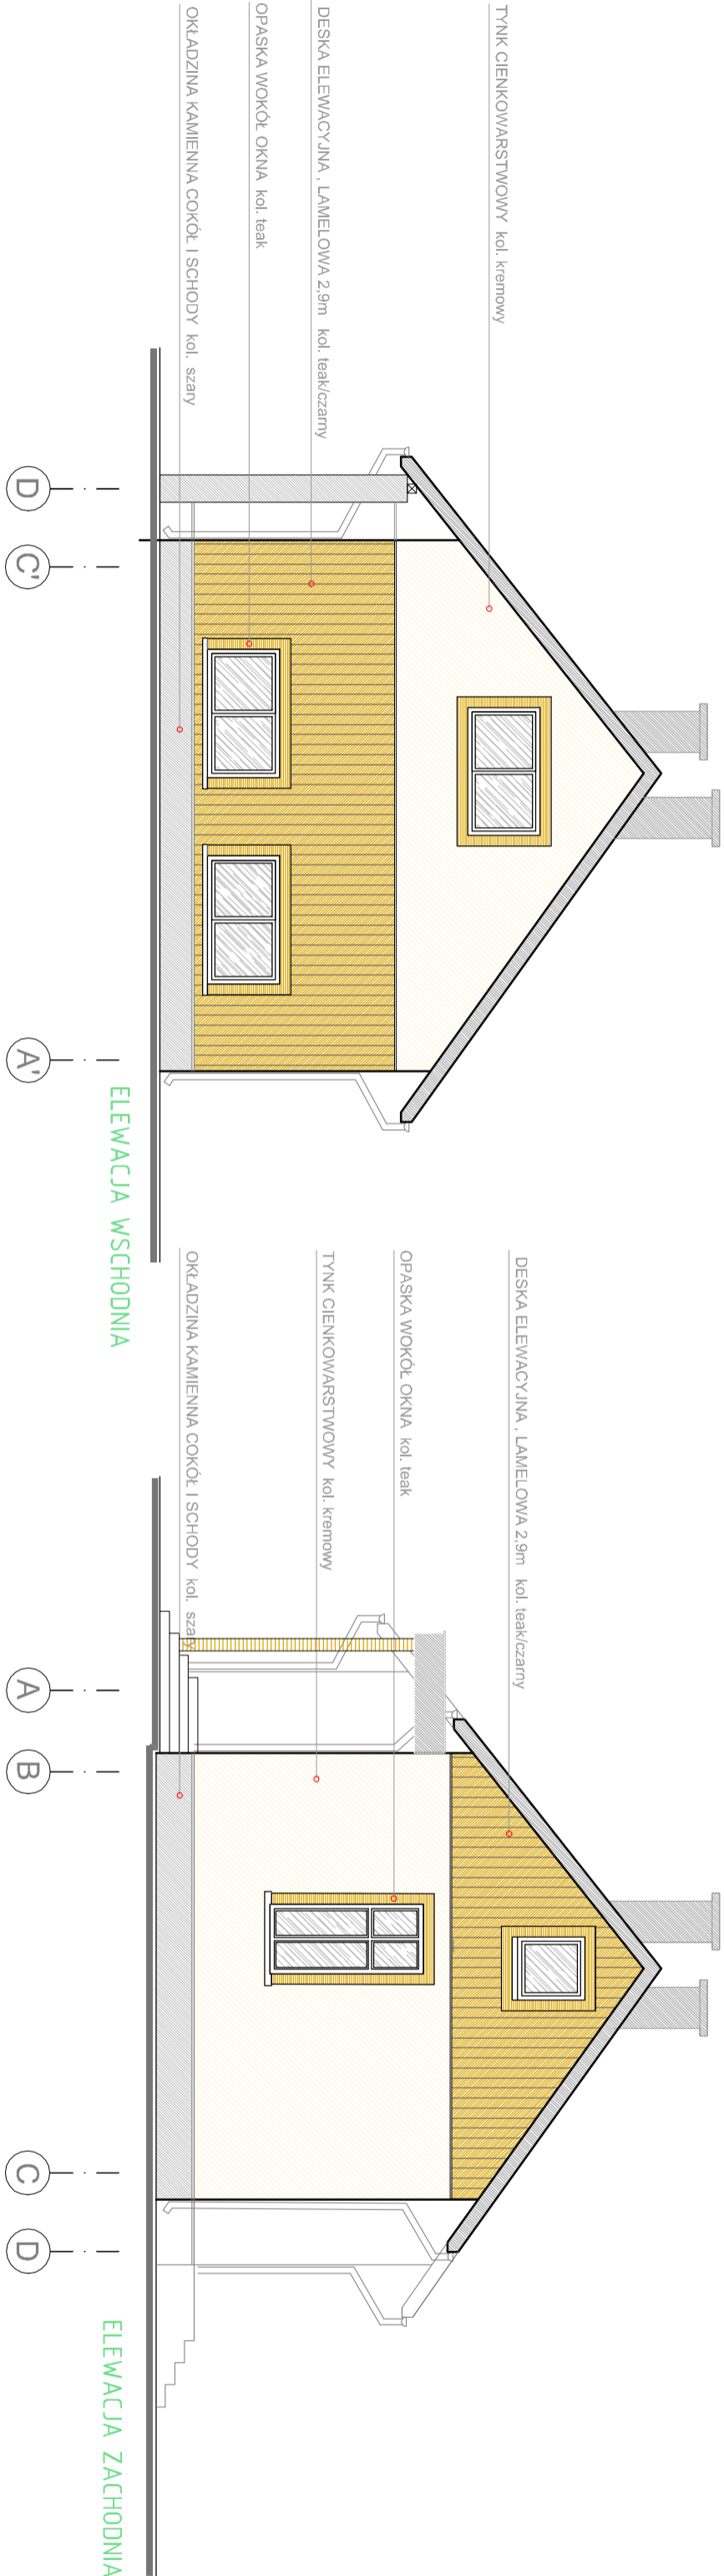 TYNK CIENKOWARSTWOWY kol. kremowy
DESKA ELEWACYJNA , LAMELOWA 2,9m kol. teak/czarny
OPASKA WOKÓŁ OKNA kol. teak
OKŁADZINA KAMIENNA COKÓŁ I SCHODY kol. szary
D
C'
A'
ELEWACJA WSCHODNIA
DESKA ELEWACYJNA , LAMELOWA 2,9m kol. teak/czarny
OPASKA WOKÓŁ OKNA kol. teak
TYNK CIENKOWARSTWOWY kol. kremowy
OKŁADZINA KAMIENNA COKÓŁ I SCHODY kol. szary
A
B
C
D
ELEWACJA ZACHODNIA